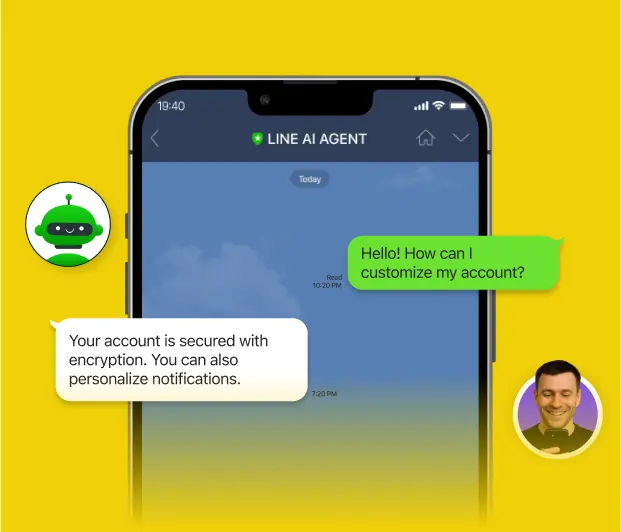 19:40
LINE AI AGENT
Today
Hello! How can I
customize my account?
Read
10:20 PM
Your account is secured with
encryption. You can also
personalize notifications.
7:20 PM